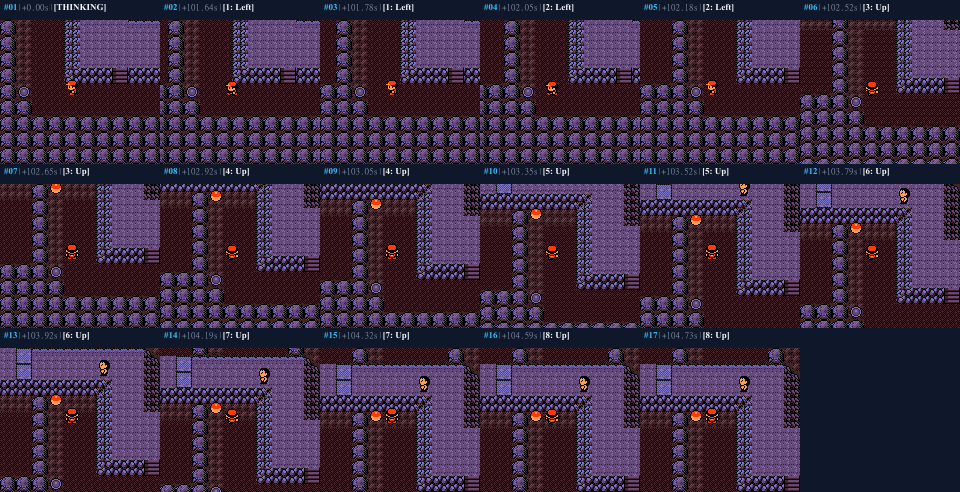 #01 | +0.00s | [THINKING]
#02 | +101.64s | [1: Left]
#03 | +101.78s | [1: Left]
#04 | +102.05s | [2: Left]
#05 | +102.18s | [2: Left]
#06 | +102.52s | [3: Up]
#07 | +102.65s | [3: Up]
#08 | +102.92s | [4: Up]
#09 | +103.05s | [4: Up]
#10 | +103.35s | [5: Up]
#11 | +103.52s | [5: Up]
#12 | +103.79s | [6: Up]
#13 | +103.92s | [6: Up]
#14 | +104.19s | [7: Up]
#15 | +104.32s | [7: Up]
#16 | +104.59s | [8: Up]
#17 | +104.73s | [8: Up]